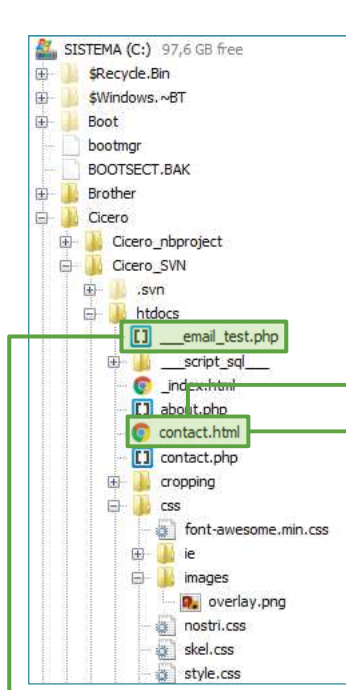 SISTEMA (C:) 97,6 GB free
$Recycle.Bin
$Windows.~BT
Boot
bootmgr
BOOTSECT.BAK
Brother
Cicero
Cicero_nbproject
Cicero_SVN
.svn
htdocs
___email_test.php
___script_sql___
_index.html
about.php
contact.html
contact.php
cropping
css
font-awesome.min.css
ie
images
overlay.png
nostri.css
skel.css
style.css